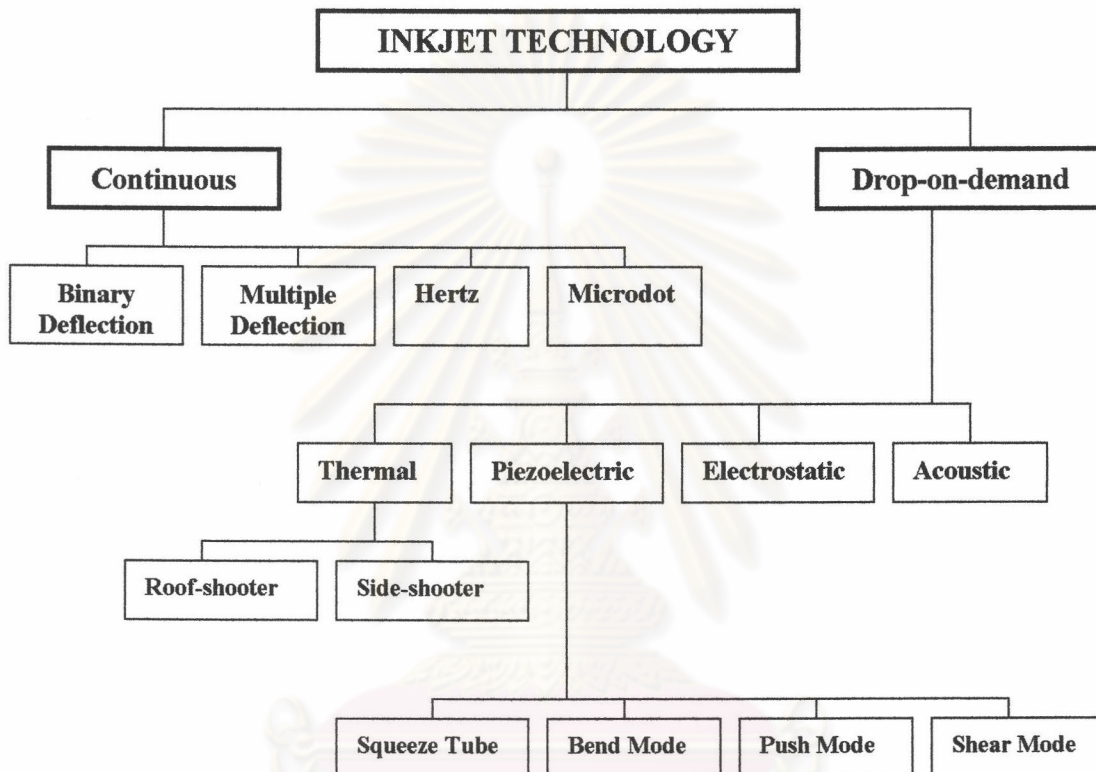 INKJET TECHNOLOGY
Continuous
Drop-on-demand
Binary
Deflection
Multiple
Deflection
Hertz
Microdot
Thermal
Piezoelectric
Electrostatic
Acoustic
Roof-shooter
Side-shooter
Squeeze Tube
Bend Mode
Push Mode
Shear Mode